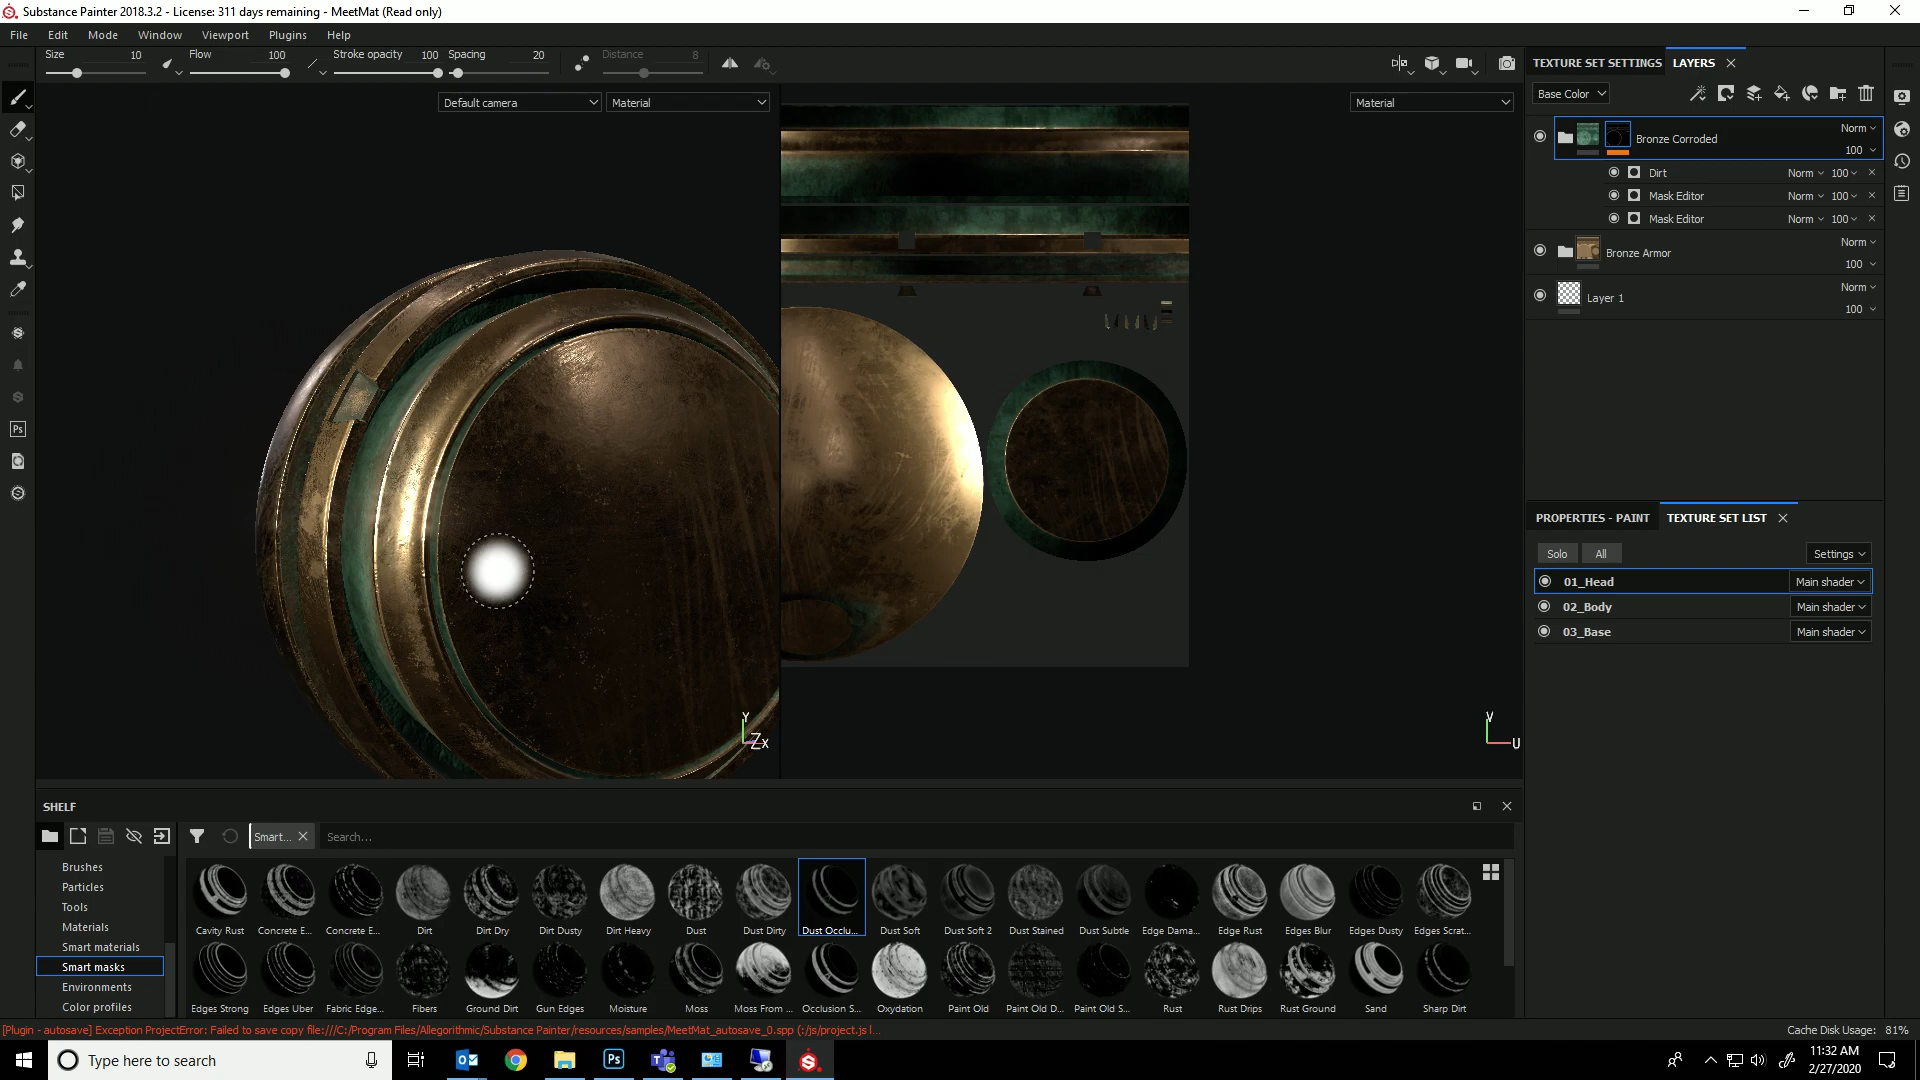 Substance Painter 2018.3.2 - License: 311 days remaining - MeetMat (Read only)
File Edit Mode Window Viewport Plugins Help
Size 10 Flow 100 Stroke opacity 100 Spacing 20 Distance 8
Default camera Material Material
TEXTURE SET SETTINGS LAYERS
Base Color
Bronze Corroded Norm 100
Dirt Norm 100
Mask Editor Norm 100
Mask Editor Norm 100
Bronze Armor Norm 100
Layer 1 Norm 100
Ps
Y
Z X
V
U
PROPERTIES - PAINT TEXTURE SET LIST
Solo All Settings
01_Head Main shader
02_Body Main shader
03_Base Main shader
SHELF
Smart... Search...
Brushes
Particles
Tools
Materials
Smart materials
Smart masks
Environments
Color profiles
Cavity Rust Concrete E... Concrete E... Dirt Dirt Dry Dirt Dusty Dirt Heavy Dust Dust Dirty Dust Occlu... Dust Soft Dust Soft 2 Dust Stained Dust Subtle Edge Dama... Edge Rust Edges Blur Edges Dusty Edges Scrat...
Edges Strong Edges Uber Fabric Edge... Fibers Ground Dirt Gun Edges Moisture Moss Moss From ... Occlusion S... Oxydation Paint Old Paint Old D... Paint Old S... Rust Rust Drips Rust Ground Sand Sharp Dirt
[Plugin - autosave] Exception ProjectError: Failed to save copy file:///C:/Program Files/Allegorithmic/Substance Painter/resources/samples/MeetMat_autosave_0.spp (:/js/project.js l...
Cache Disk Usage: 81%
Type here to search
Ps
11:32 AM
2/27/2020